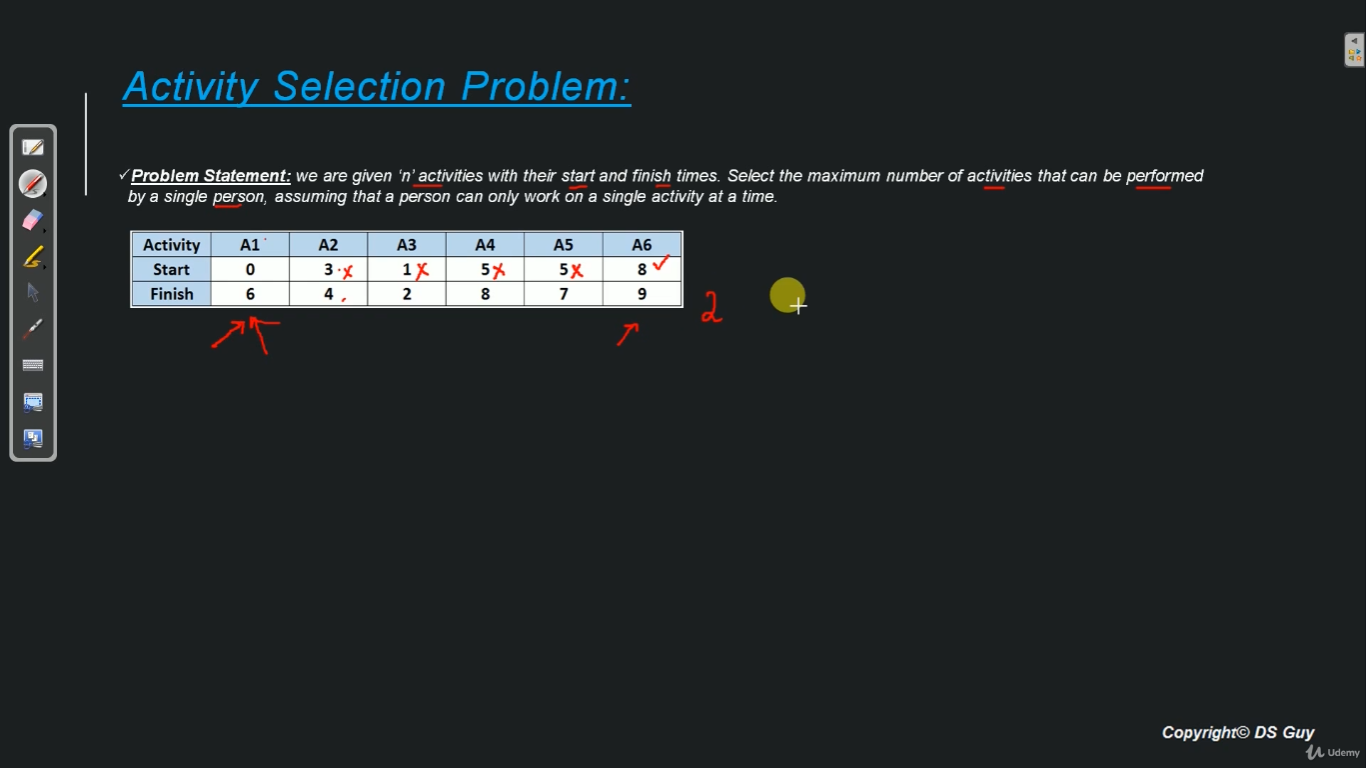 Activity Selection Problem:
✓Problem Statement: we are given ‘n’ activities with their start and finish times. Select the maximum number of activities that can be performed
by a single person, assuming that a person can only work on a single activity at a time.
Activity A1 A2 A3 A4 A5 A6
Start 0 3 x 1 x 5 x 5 x 8 ✓
Finish 6 4 2 8 7 9
2
Copyright© DS Guy
Udemy